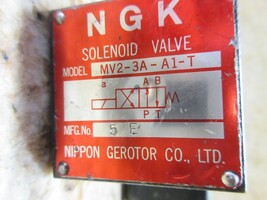 NGK
SOLENOID VALVE
MODEL MV2-3A-A1-T
a A B
P T
MFG.No. 5 E
NIPPON GEROTOR CO., LTD.